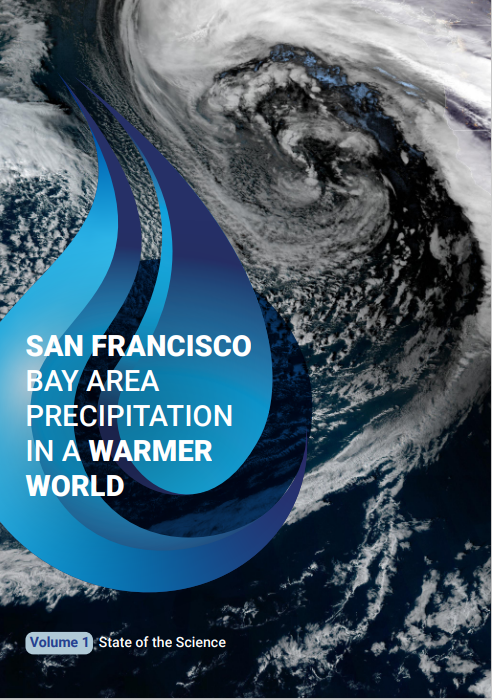 SAN FRANCISCO
BAY AREA
PRECIPITATION
IN A WARMER
WORLD
Volume 1 State of the Science